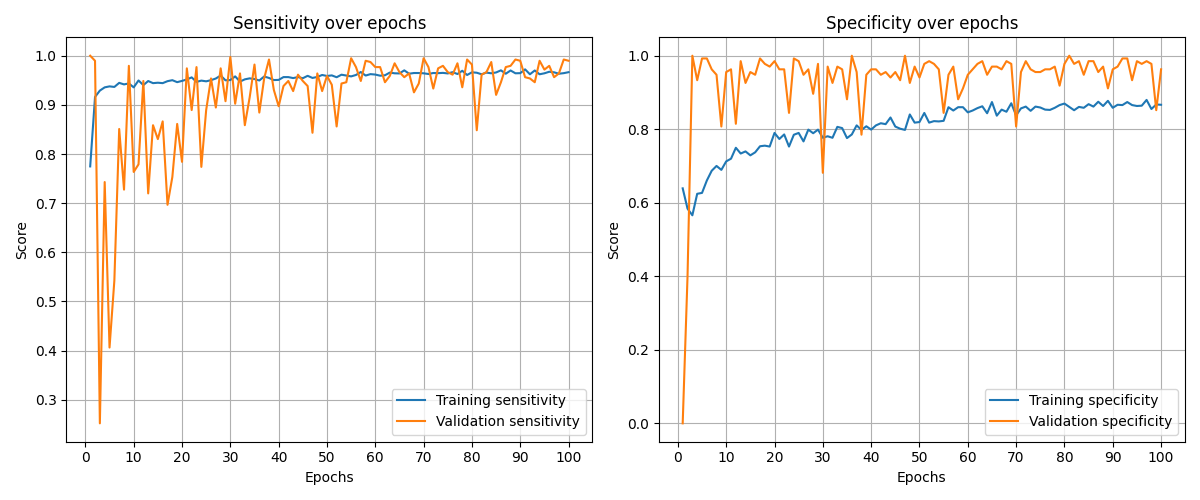 Sensitivity over epochs
Score
1.0
0.9
0.8
0.7
0.6
0.5
0.4
0.3
0 10 20 30 40 50 60 70 80 90 100
Epochs
Training sensitivity
Validation sensitivity
Specificity over epochs
Score
1.0
0.8
0.6
0.4
0.2
0.0
0 10 20 30 40 50 60 70 80 90 100
Epochs
Training specificity
Validation specificity